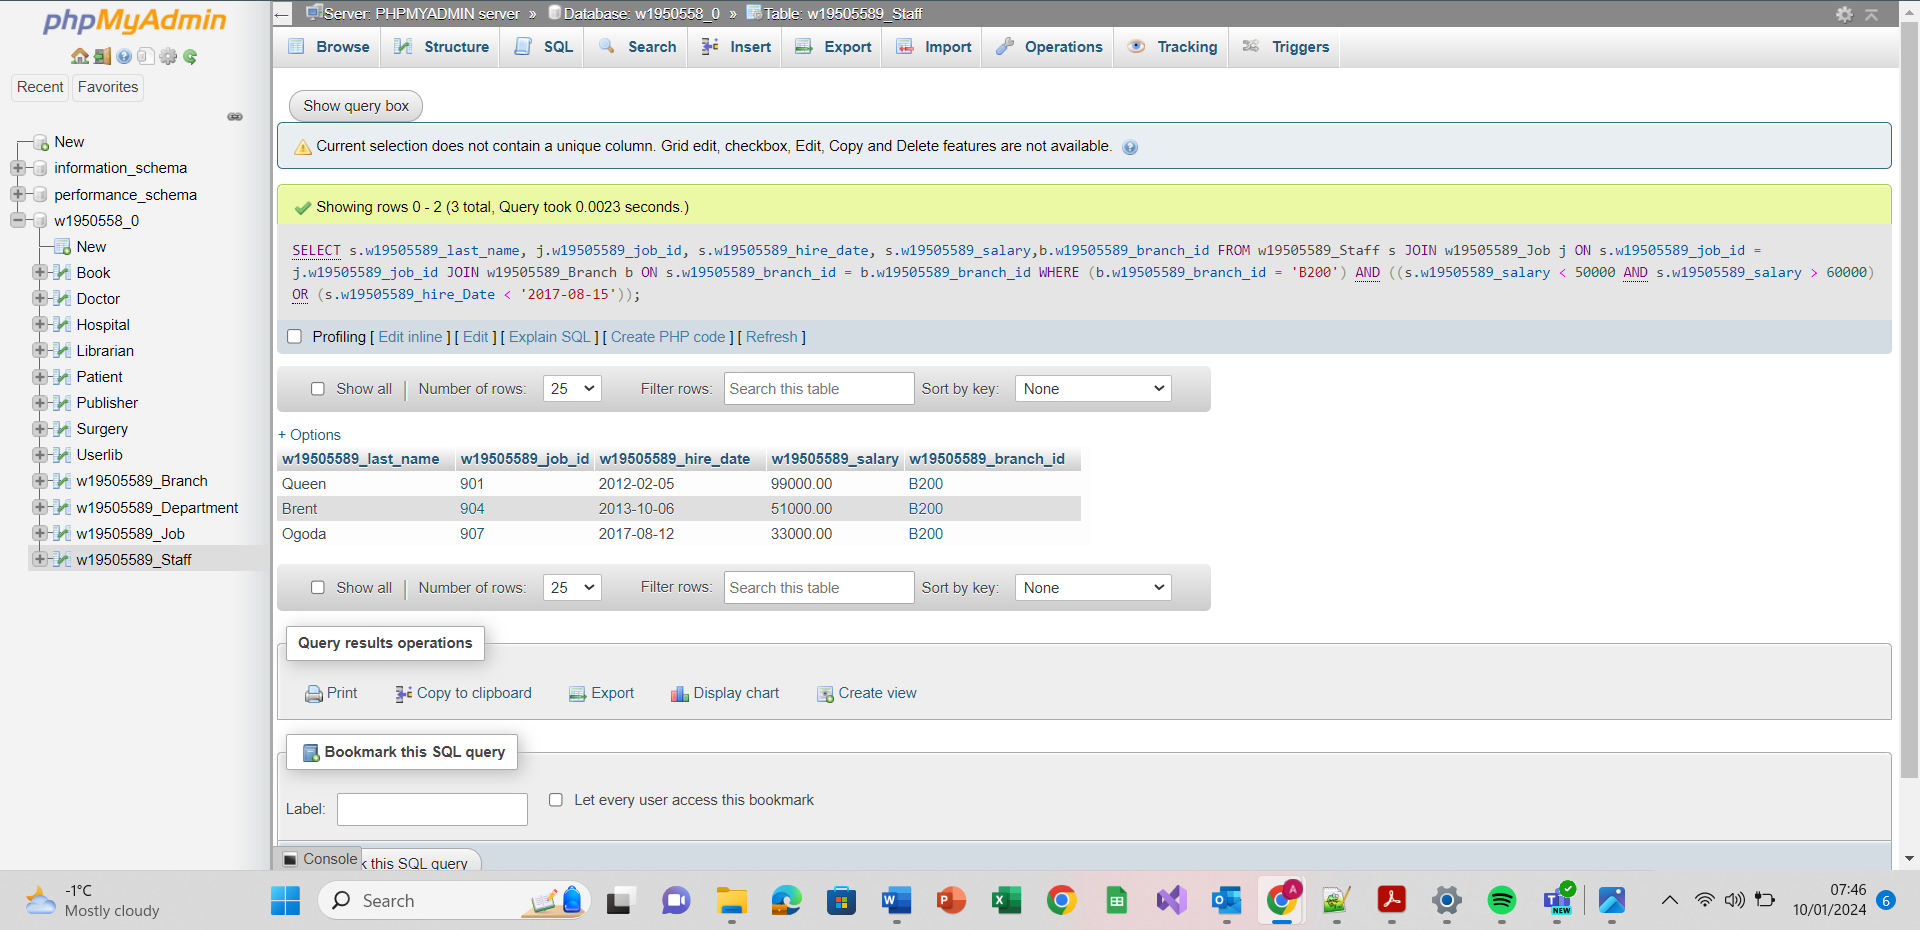 phpMyAdmin
Recent Favorites
New
information_schema
performance_schema
w1950558_0
New
Book
Doctor
Hospital
Librarian
Patient
Publisher
Surgery
Userlib
w19505589_Branch
w19505589_Department
w19505589_Job
w19505589_Staff
Server: PHPMYADMIN server » Database: w1950558_0 » Table: w19505589_Staff
Browse Structure SQL Search Insert Export Import Operations Tracking Triggers
Show query box
Current selection does not contain a unique column. Grid edit, checkbox, Edit, Copy and Delete features are not available.
Showing rows 0 - 2 (3 total, Query took 0.0023 seconds.)
SELECT s.w19505589_last_name, j.w19505589_job_id, s.w19505589_hire_date, s.w19505589_salary,b.w19505589_branch_id FROM w19505589_Staff s JOIN w19505589_Job j ON s.w19505589_job_id =
j.w19505589_job_id JOIN w19505589_Branch b ON s.w19505589_branch_id = b.w19505589_branch_id WHERE (b.w19505589_branch_id = 'B200') AND ((s.w19505589_salary < 50000 AND s.w19505589_salary > 60000)
OR (s.w19505589_hire_Date < '2017-08-15'));
Profiling [ Edit inline ] [ Edit ] [ Explain SQL ] [ Create PHP code ] [ Refresh ]
Show all | Number of rows: 25 Filter rows: Search this table Sort by key: None
+ Options
w19505589_last_name w19505589_job_id w19505589_hire_date w19505589_salary w19505589_branch_id
Queen 901 2012-02-05 99000.00 B200
Brent 904 2013-10-06 51000.00 B200
Ogoda 907 2017-08-12 33000.00 B200
Show all | Number of rows: 25 Filter rows: Search this table Sort by key: None
Query results operations
Print Copy to clipboard Export Display chart Create view
Bookmark this SQL query
Label: Let every user access this bookmark
Console k this SQL query
-1°C
Mostly cloudy
Search
A
NEW
07:46
10/01/2024
6